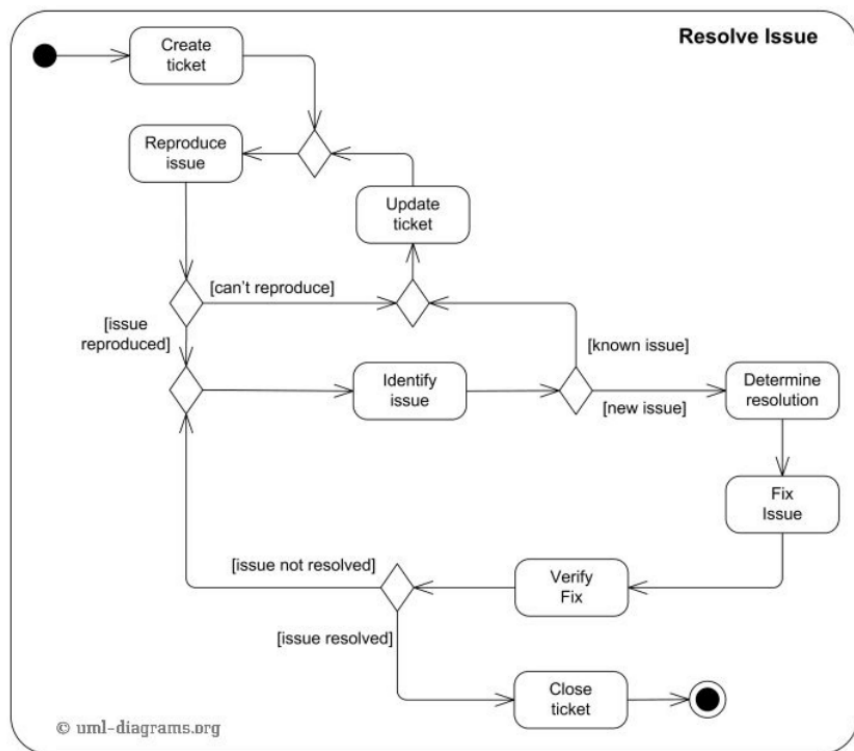 Resolve Issue
Create
ticket
Reproduce
issue
Update
ticket
[can't reproduce]
[issue
reproduced]
[known issue]
Identify
issue
[new issue]
Determine
resolution
Fix
Issue
[issue not resolved]
Verify
Fix
[issue resolved]
Close
ticket
© uml-diagrams.org